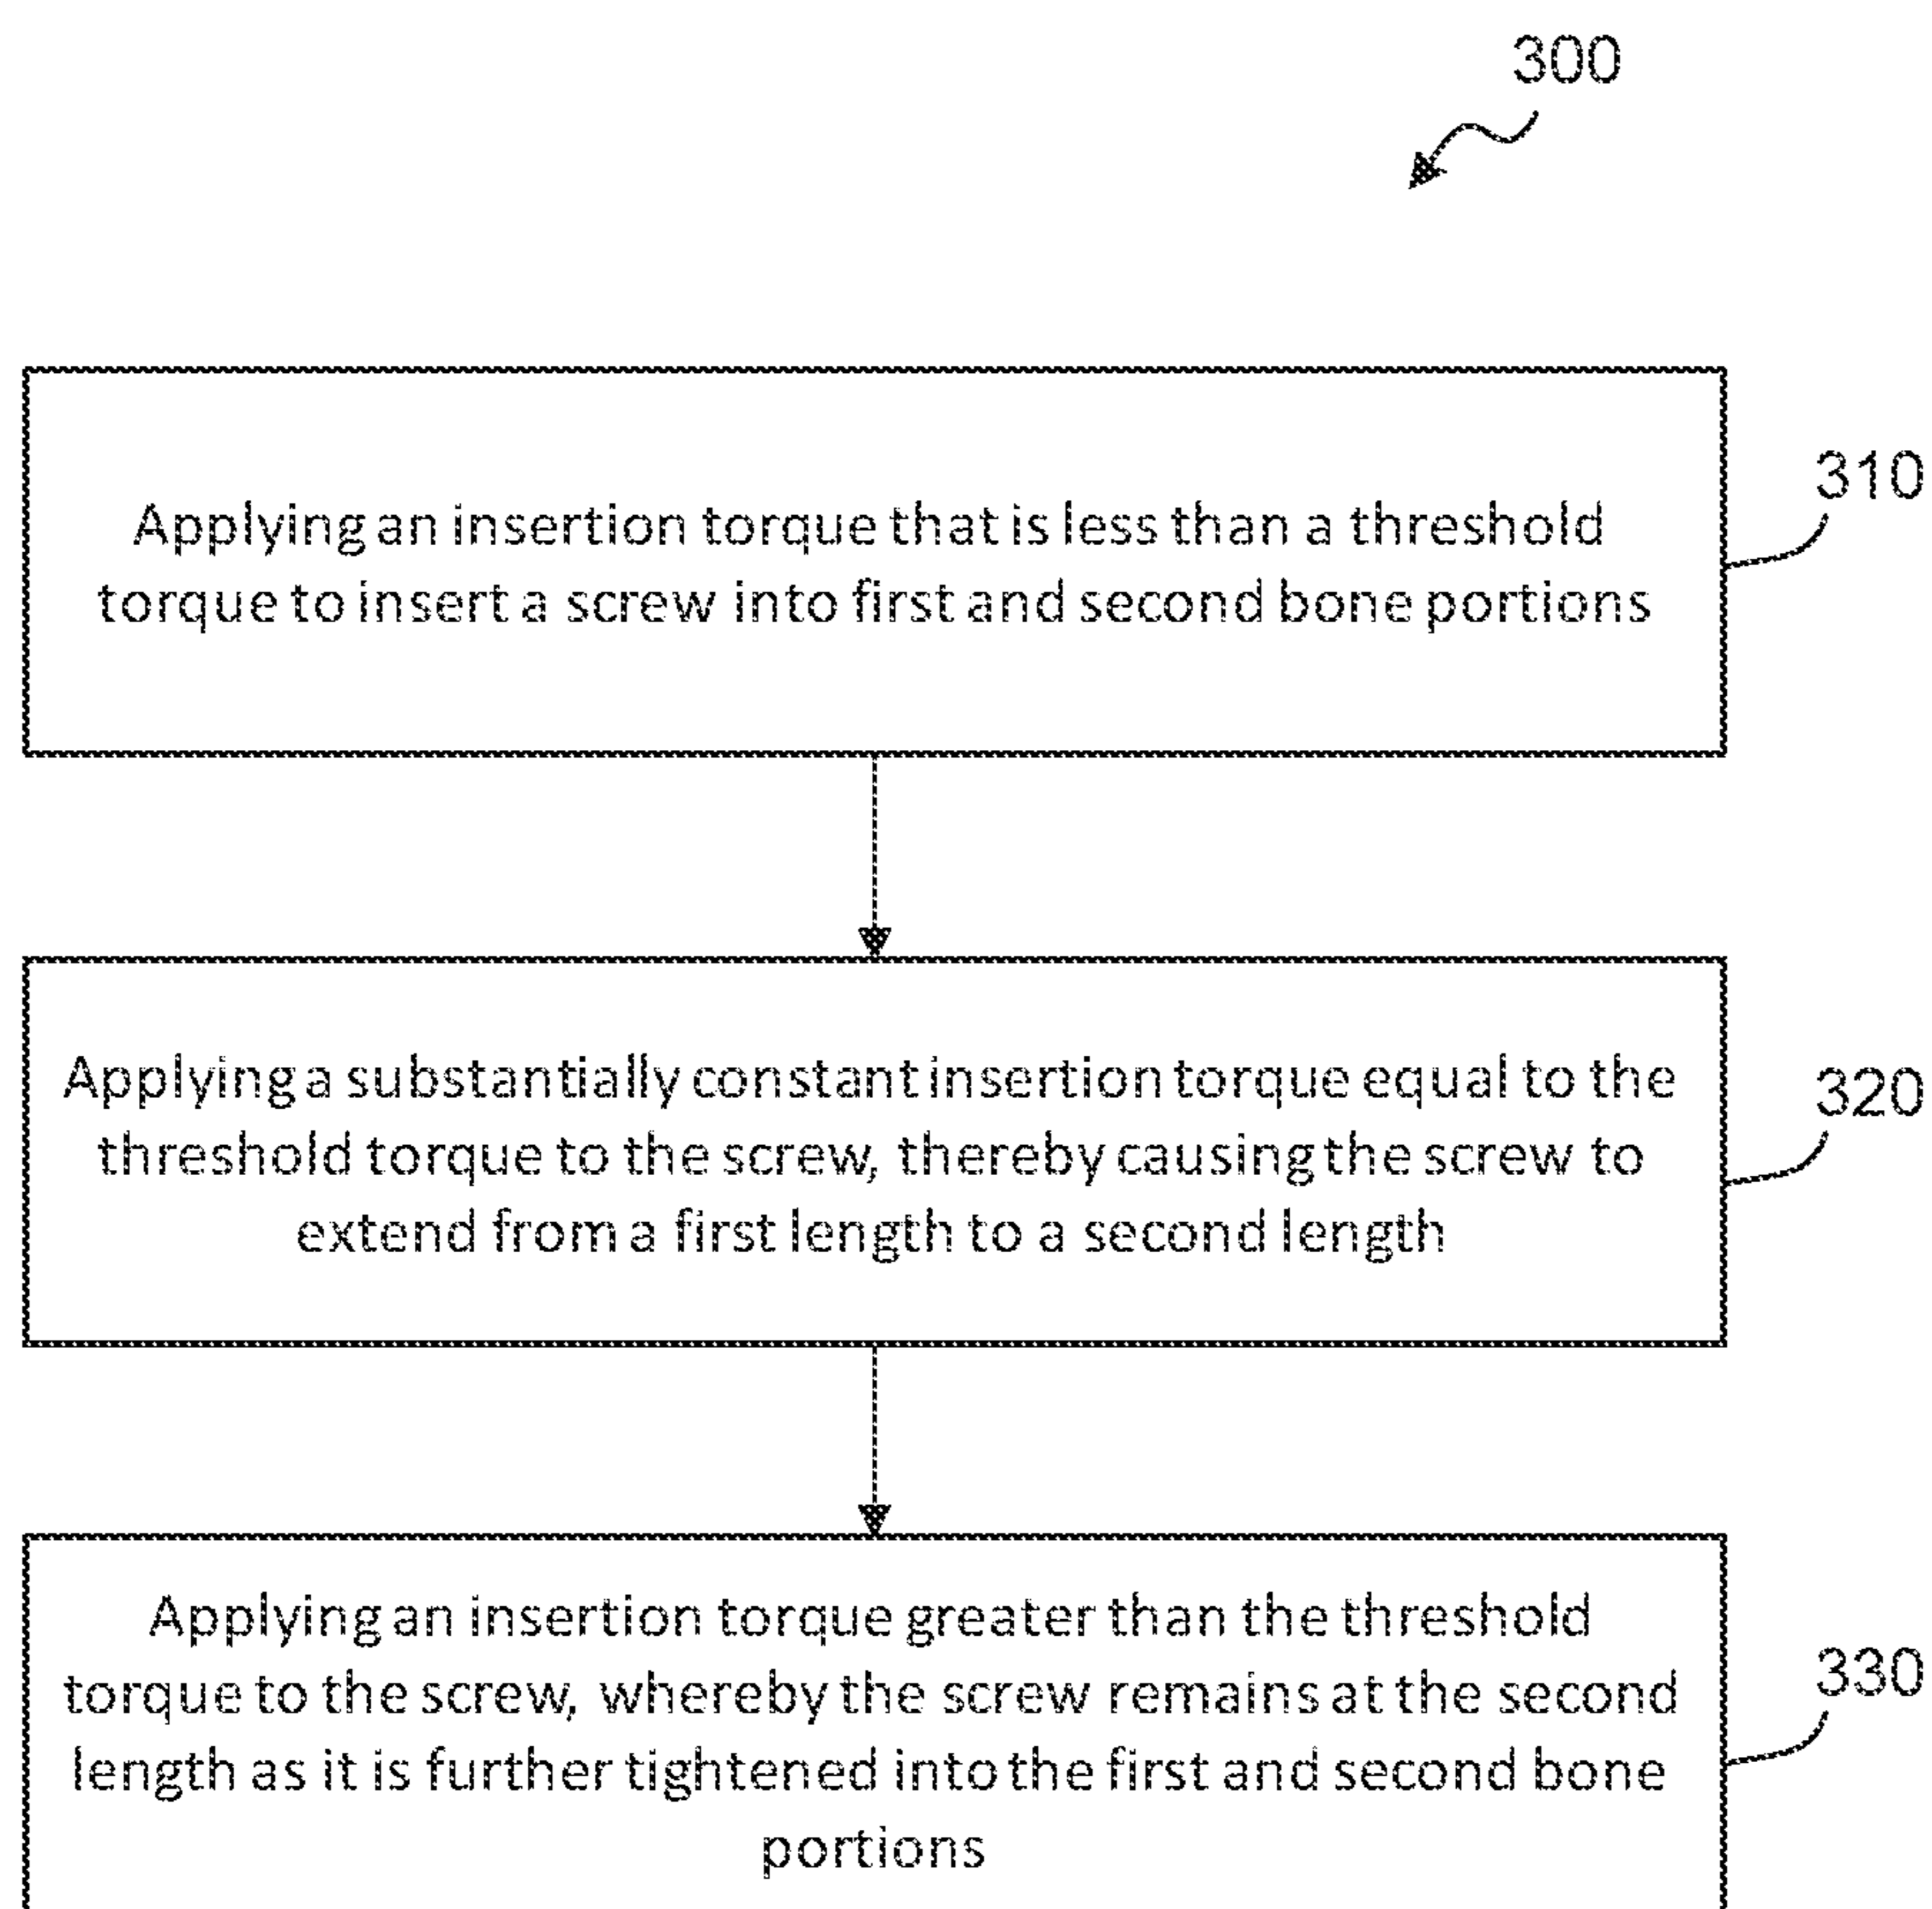 300
Applying an insertion torque that is less than a threshold
torque to insert a screw into first and second bone portions
310
Applying a substantially constant insertion torque equal to the
threshold torque to the screw, thereby causing the screw to
extend from a first length to a second length
320
Applying an insertion torque greater than the threshold
torque to the screw, whereby the screw remains at the second
length as it is further tightened into the first and second bone
portions
330